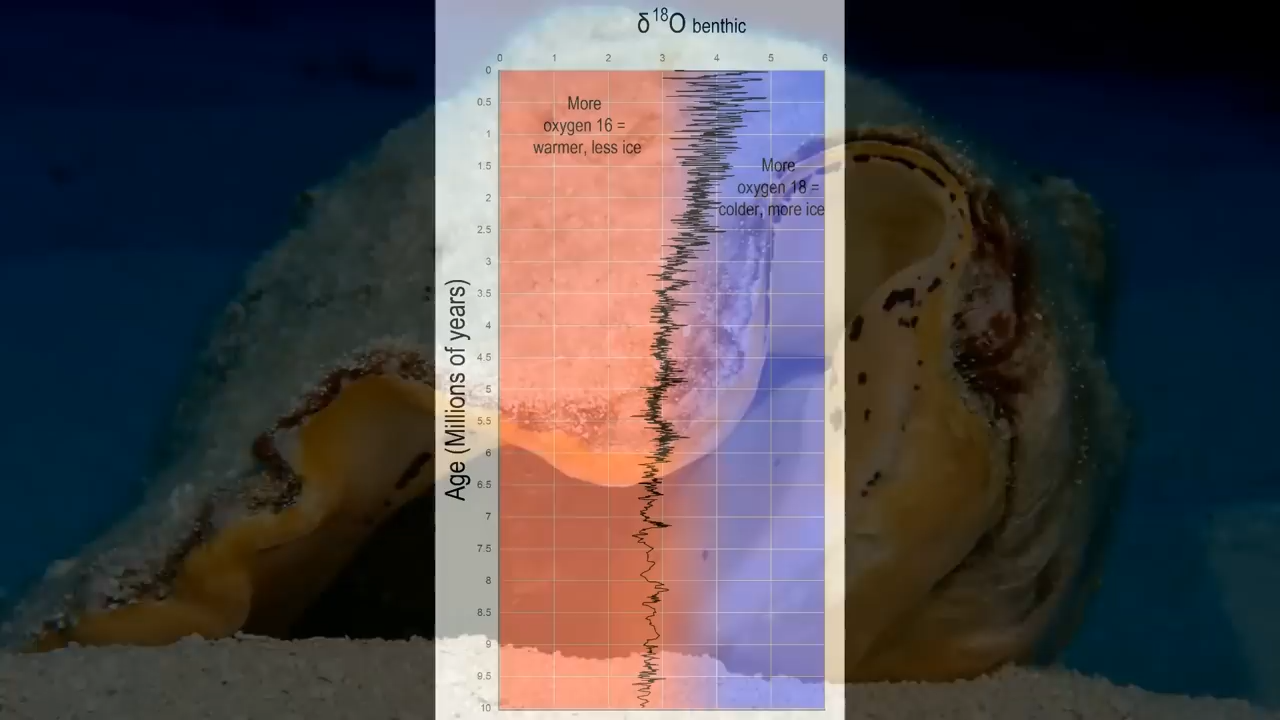 δ18O benthic
0 1 2 3 4 5 6
0
0.5
1
1.5
2
2.5
3
3.5
4
4.5
5
5.5
6
6.5
7
7.5
8
8.5
9
9.5
10
Age (Millions of years)
More
oxygen 16 =
warmer, less ice
More
oxygen 18 =
colder, more ice